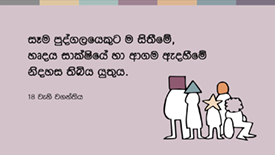 සෑම පුද්ගලයෙකුට ම සිතීමේ,
හෘදය සාක්ෂියේ හා ආගම ඇදහීමේ
නිදහස තිබිය යුතුය.
18 වැනි වගන්තිය